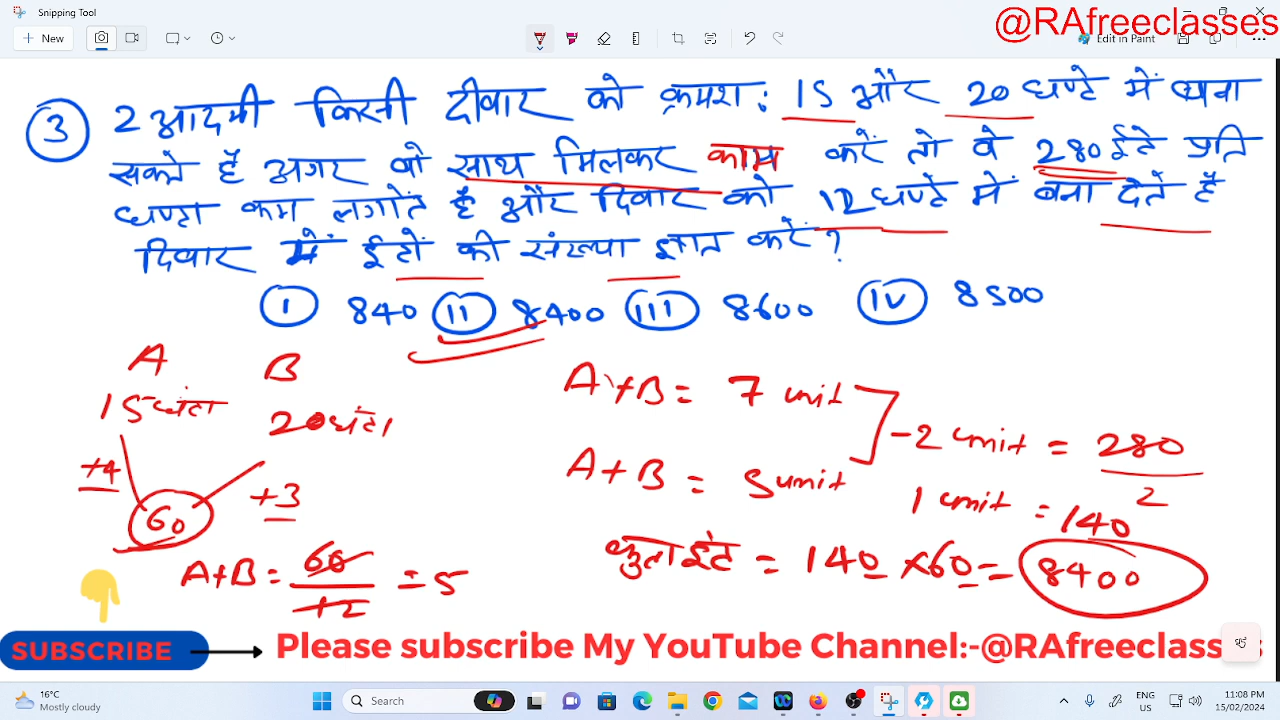 Snipping Tool
@RAfreeclasses
New
Edit in Paint
3 2 आदमी किसी दीवार को क्रमश: 15 और 20 घण्टे में बना
सकते हैं अगर वो साथ मिलकर काम करें तो वे 280 ईंटे प्रति
घण्टा कम लगाते है और दिवार को 12 घण्टे में बना देते हैं
दिवार में ईटों की संख्या ज्ञात करें?
I 840 II 8400 III 8600 IV 8500
A B
15 घंटा 20 घंटा
+4 +3
60
A+B = 60/12 = 5
A+B = 7 unit
A+B = 5 unit
-2 unit = 280/2
1 unit = 140
कुल ईंट = 140 × 60 = 8400
SUBSCRIBE Please subscribe My YouTube Channel:-@RAfreeclasses
16°C
Mostly cloudy
Search
ENG
US
11:08 PM
15/02/2024